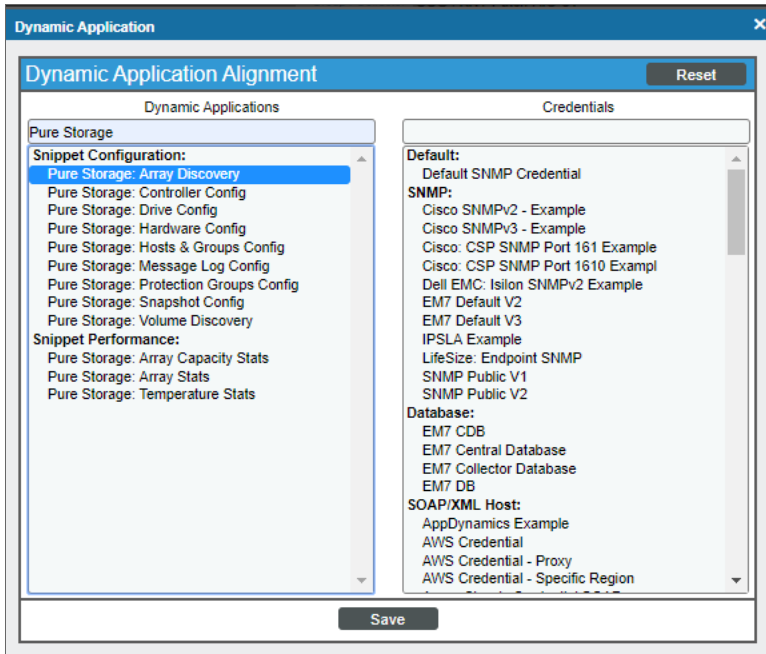 Dynamic Application
Dynamic Application Alignment
Reset
Dynamic Applications
Pure Storage
Snippet Configuration:
Pure Storage: Array Discovery
Pure Storage: Controller Config
Pure Storage: Drive Config
Pure Storage: Hardware Config
Pure Storage: Hosts & Groups Config
Pure Storage: Message Log Config
Pure Storage: Protection Groups Config
Pure Storage: Snapshot Config
Pure Storage: Volume Discovery
Snippet Performance:
Pure Storage: Array Capacity Stats
Pure Storage: Array Stats
Pure Storage: Temperature Stats
Credentials
Default:
Default SNMP Credential
SNMP:
Cisco SNMPv2 - Example
Cisco SNMPv3 - Example
Cisco: CSP SNMP Port 161 Example
Cisco: CSP SNMP Port 1610 Exampl
Dell EMC: Isilon SNMPv2 Example
EM7 Default V2
EM7 Default V3
IPSLA Example
LifeSize: Endpoint SNMP
SNMP Public V1
SNMP Public V2
Database:
EM7 CDB
EM7 Central Database
EM7 Collector Database
EM7 DB
SOAP/XML Host:
AppDynamics Example
AWS Credential
AWS Credential - Proxy
AWS Credential - Specific Region
Save